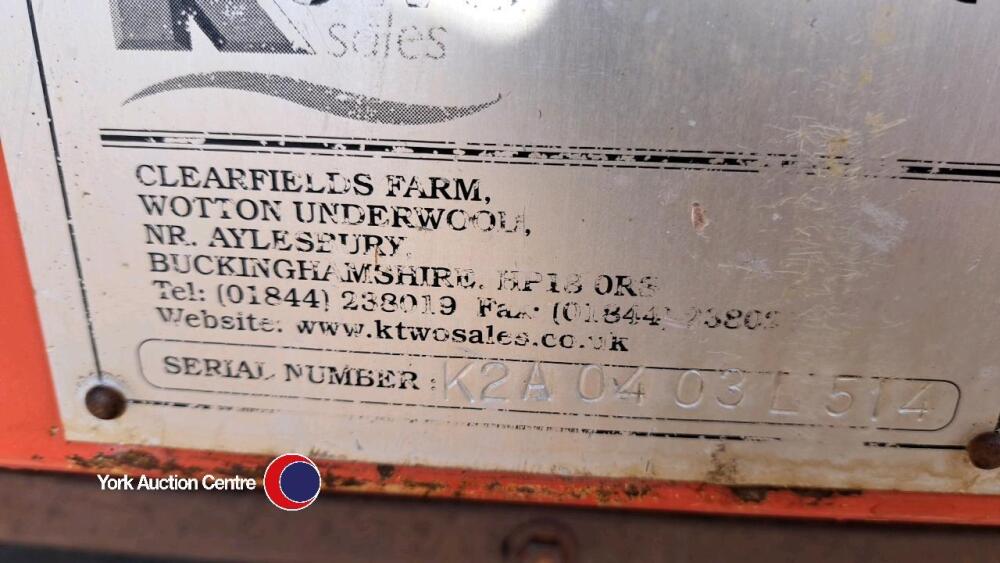 sales
CLEARFIELDS FARM,
WOTTON UNDERWOOD,
NR. AYLESBURY,
BUCKINGHAMSHIRE. HP18 0RS
Tel: (01844) 238019 Fax: (01844)
Website: www.ktwosales.co.uk
SERIAL NUMBER : K2A 04 03 L 514
York Auction Centre